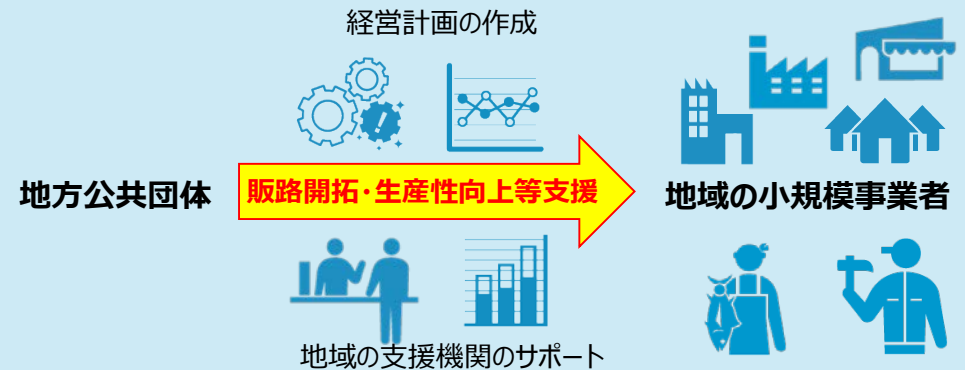 経営計画の作成
地方公共団体
販路開拓・生産性向上等支援
地域の小規模事業者
地域の支援機関のサポート